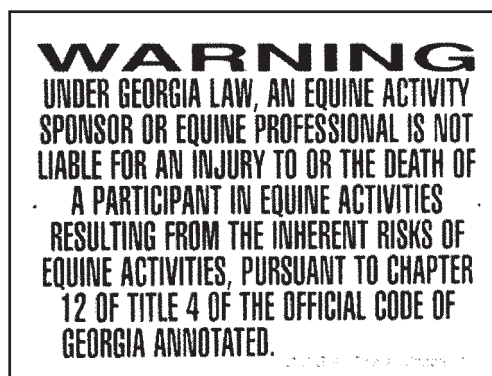 WARNING
UNDER GEORGIA LAW, AN EQUINE ACTIVITY
SPONSOR OR EQUINE PROFESSIONAL IS NOT
LIABLE FOR AN INJURY TO OR THE DEATH OF
A PARTICIPANT IN EQUINE ACTIVITIES
RESULTING FROM THE INHERENT RISKS OF
EQUINE ACTIVITIES, PURSUANT TO CHAPTER
12 OF TITLE 4 OF THE OFFICIAL CODE OF
GEORGIA ANNOTATED.